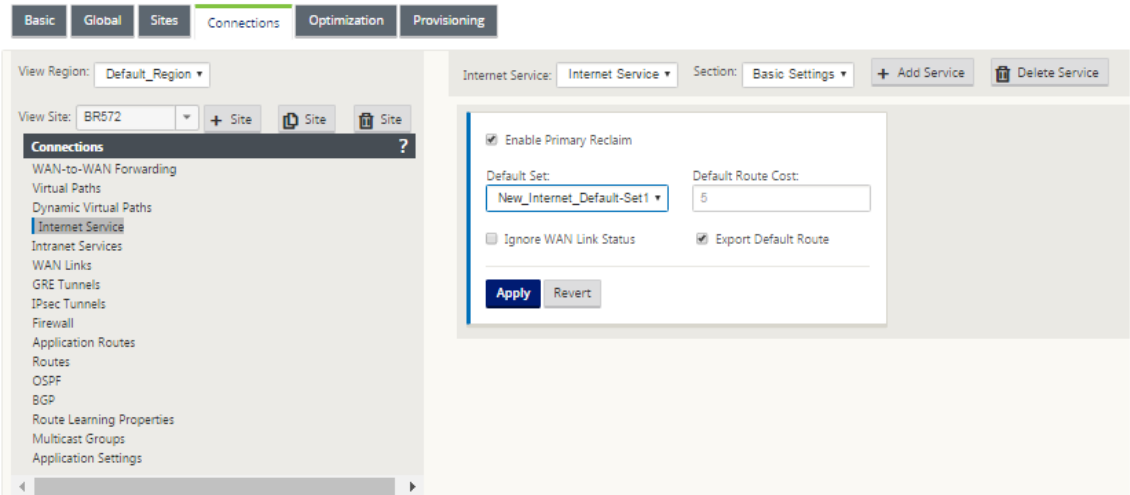 Basic Global Sites Connections Optimization Provisioning
View Region: Default_Region
View Site: BR572 + Site Site Site
Connections ?
WAN-to-WAN Forwarding
Virtual Paths
Dynamic Virtual Paths
Internet Service
Intranet Services
WAN Links
GRE Tunnels
IPsec Tunnels
Firewall
Application Routes
Routes
OSPF
BGP
Route Learning Properties
Multicast Groups
Application Settings
Internet Service: Internet Service Section: Basic Settings + Add Service Delete Service
Enable Primary Reclaim
Default Set: Default Route Cost:
New_Internet_Default-Set1 5
Ignore WAN Link Status Export Default Route
Apply Revert